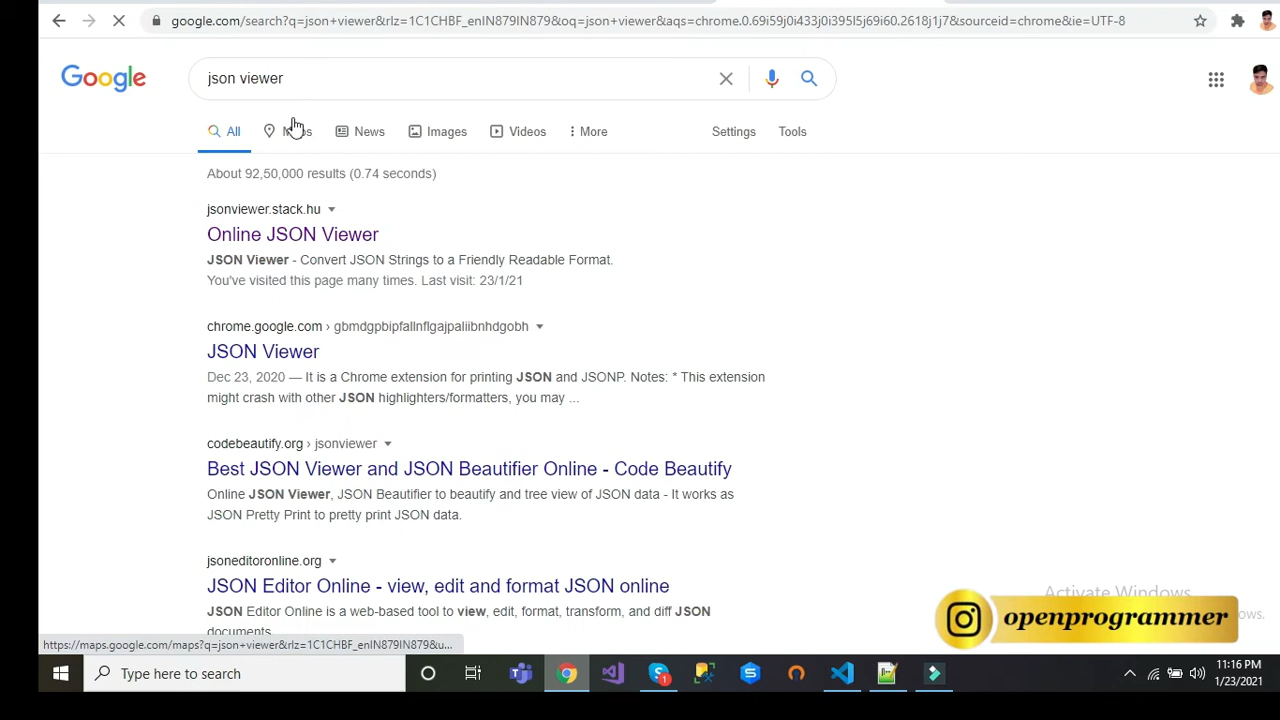 google.com/search?q=json+viewer&rlz=1C1CHBF_enIN879IN879&oq=json+viewer&aqs=chrome.0.69i59j0i433j0i395l5j69i60.2618j1j7&sourceid=chrome&ie=UTF-8
Google
json viewer
All
News
Images
Videos
More
Settings
Tools
About 92,50,000 results (0.74 seconds)
jsonviewer.stack.hu
Online JSON Viewer
JSON Viewer - Convert JSON Strings to a Friendly Readable Format.
You've visited this page many times. Last visit: 23/1/21
chrome.google.com › gbmdgpbipfallnflgajpaliibnhdgobh
JSON Viewer
Dec 23, 2020 — It is a Chrome extension for printing JSON and JSONP. Notes: * This extension
might crash with other JSON highlighters/formatters, you may ...
codebeautify.org › jsonviewer
Best JSON Viewer and JSON Beautifier Online - Code Beautify
Online JSON Viewer, JSON Beautifier to beautify and tree view of JSON data - It works as
JSON Pretty Print to pretty print JSON data.
jsoneditoronline.org
JSON Editor Online - view, edit and format JSON online
JSON Editor Online is a web-based tool to view, edit, format, transform, and diff JSON
documents.
Activate Windows
openprogrammer
https://maps.google.com/maps?q=json+viewer&rlz=1C1CHBF_enIN879IN879&u...
Type here to search
1
11:16 PM
1/23/2021